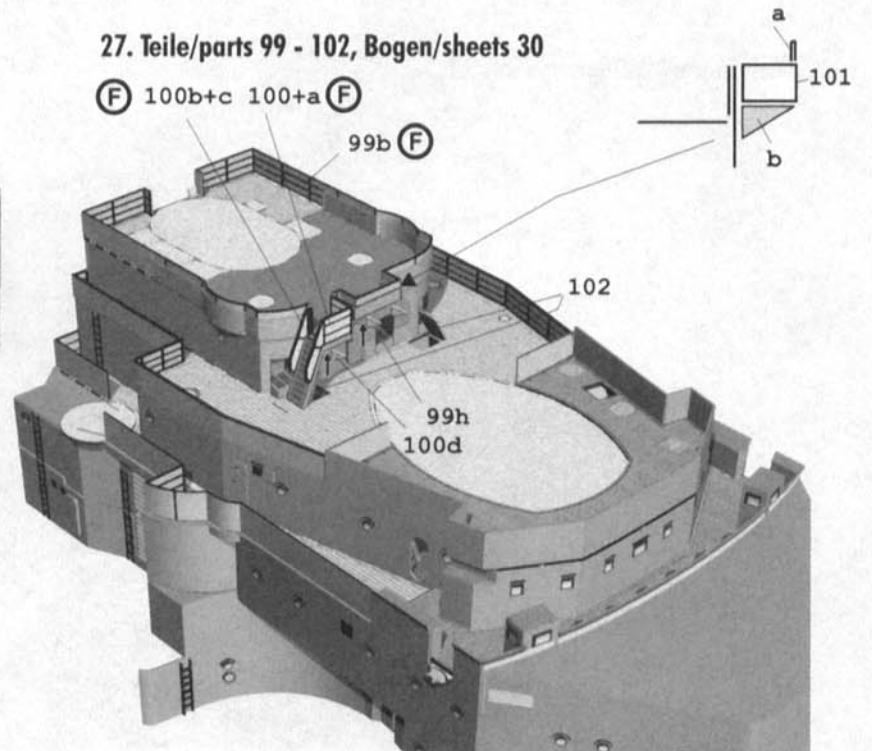 27. Teile/parts 99 - 102, Bogen/sheets 30
F 100b+c 100+a F
99b F
a
101
b
102
99h
100d